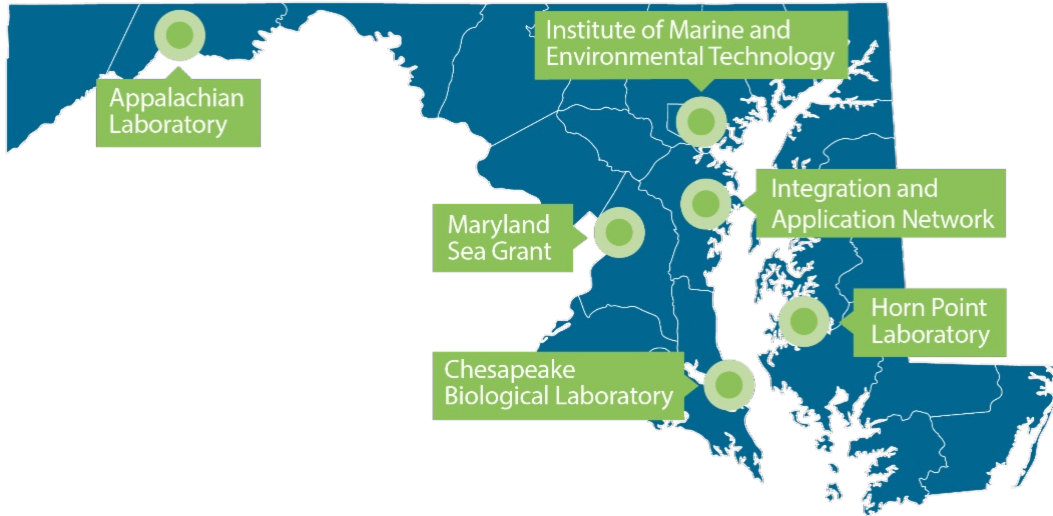 Institute of Marine and
Environmental Technology
Appalachian
Laboratory
Integration and
Application Network
Maryland
Sea Grant
Horn Point
Laboratory
Chesapeake
Biological Laboratory